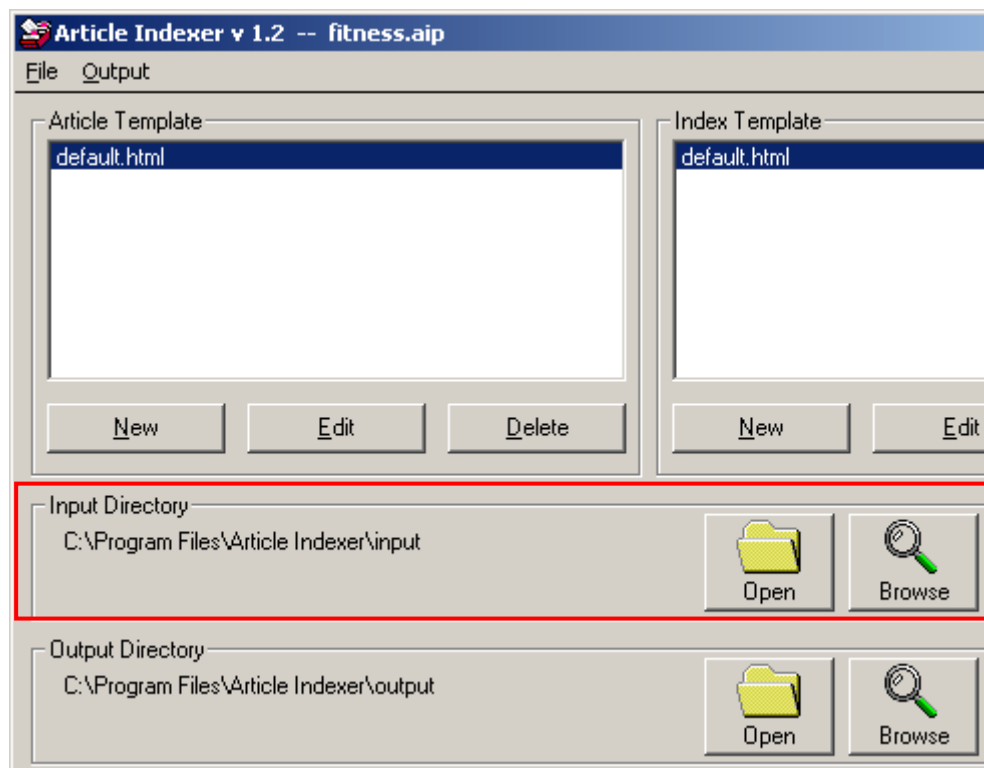 Article Indexer v 1.2 -- fitness.aip
File Output
Article Template
default.html
New Edit Delete
Index Template
default.html
New Edit
Input Directory
C:\Program Files\Article Indexer\input
Open Browse
Output Directory
C:\Program Files\Article Indexer\output
Open Browse